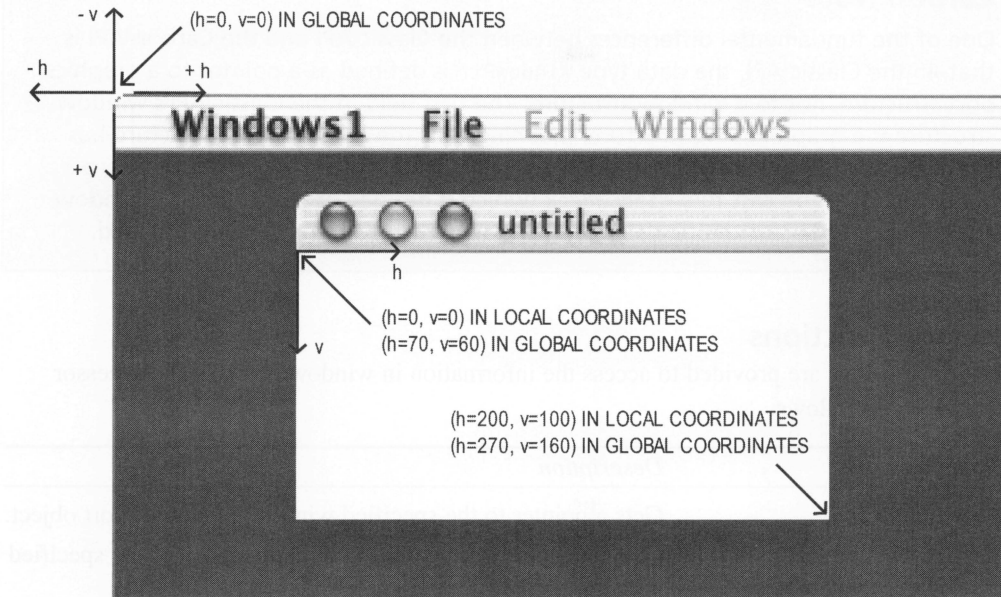 - v
(h=0, v=0) IN GLOBAL COORDINATES
- h
+ h
Windows1 File Edit Windows
+ v
untitled
h
(h=0, v=0) IN LOCAL COORDINATES
v
(h=70, v=60) IN GLOBAL COORDINATES
(h=200, v=100) IN LOCAL COORDINATES
(h=270, v=160) IN GLOBAL COORDINATES